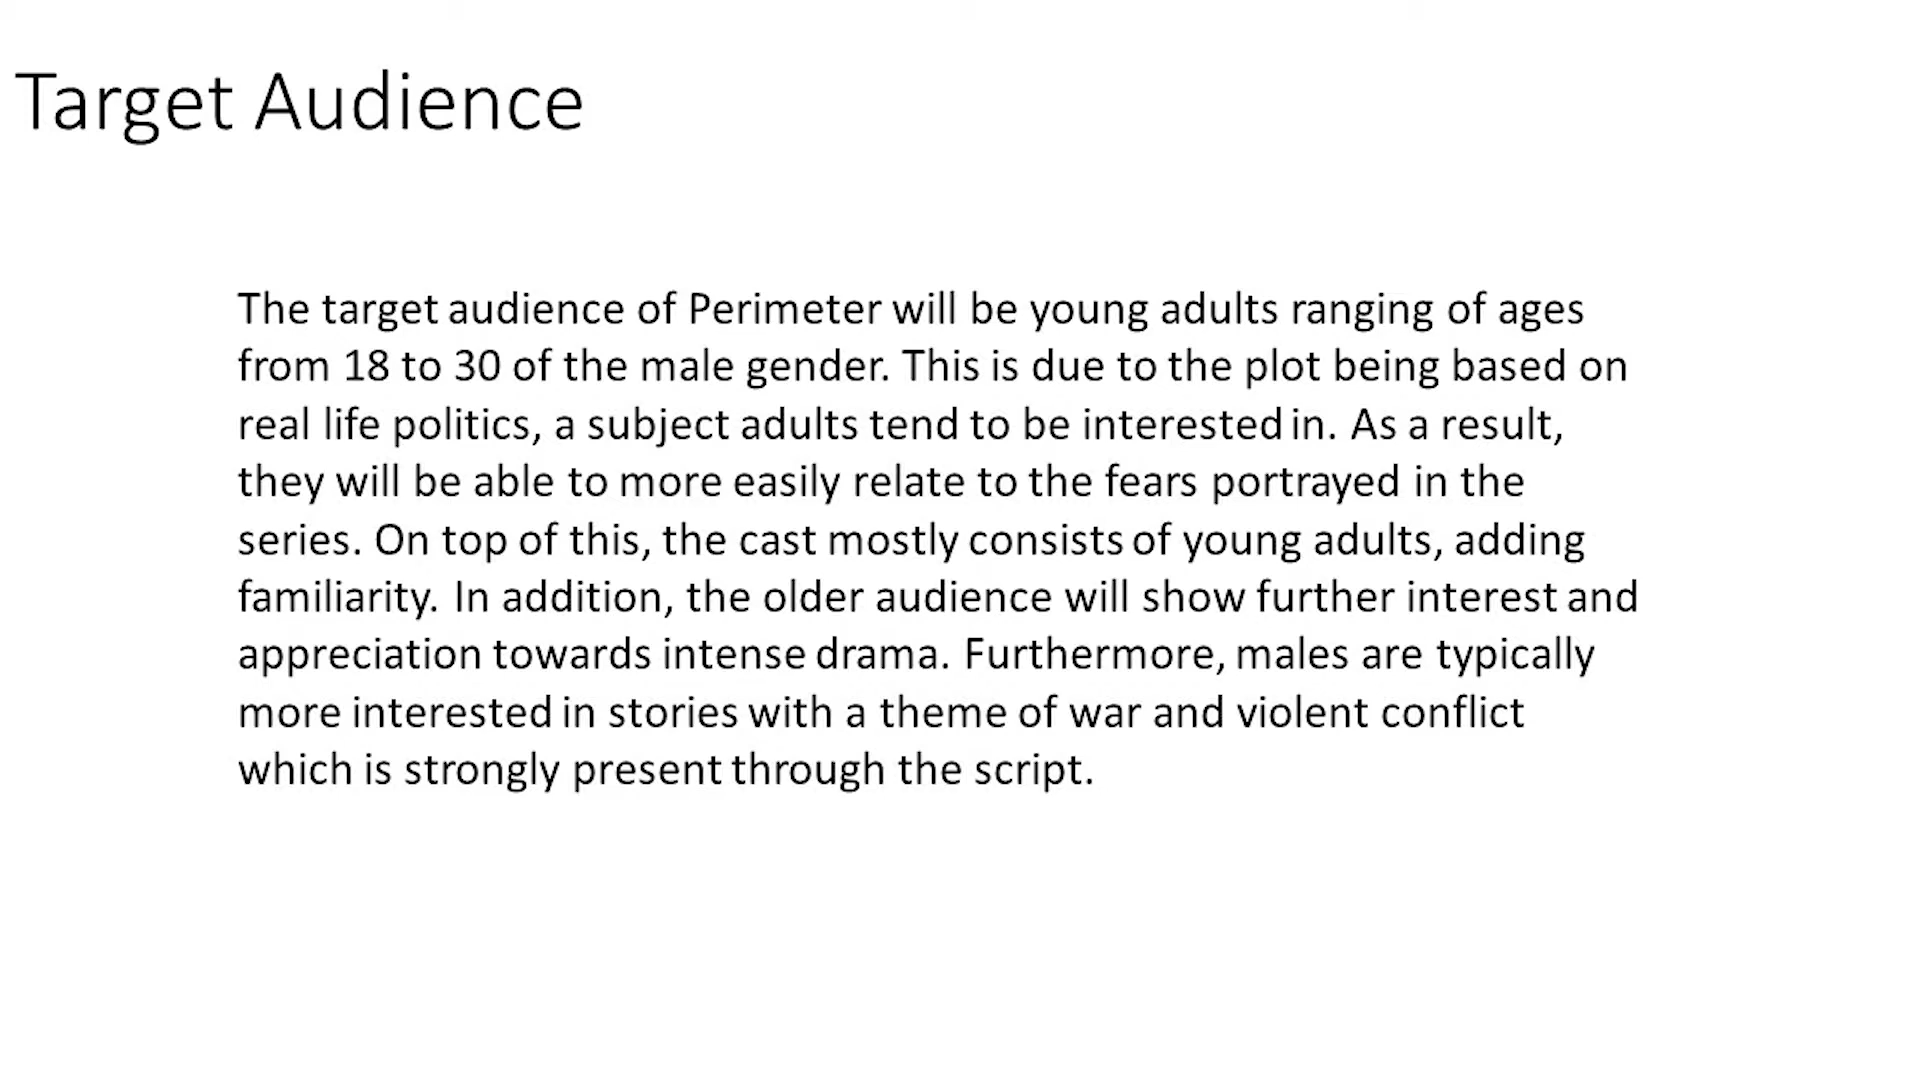 Target Audience
The target audience of Perimeter will be young adults ranging of ages
from 18 to 30 of the male gender. This is due to the plot being based on
real life politics, a subject adults tend to be interested in. As a result,
they will be able to more easily relate to the fears portrayed in the
series. On top of this, the cast mostly consists of young adults, adding
familiarity. In addition, the older audience will show further interest and
appreciation towards intense drama. Furthermore, males are typically
more interested in stories with a theme of war and violent conflict
which is strongly present through the script.